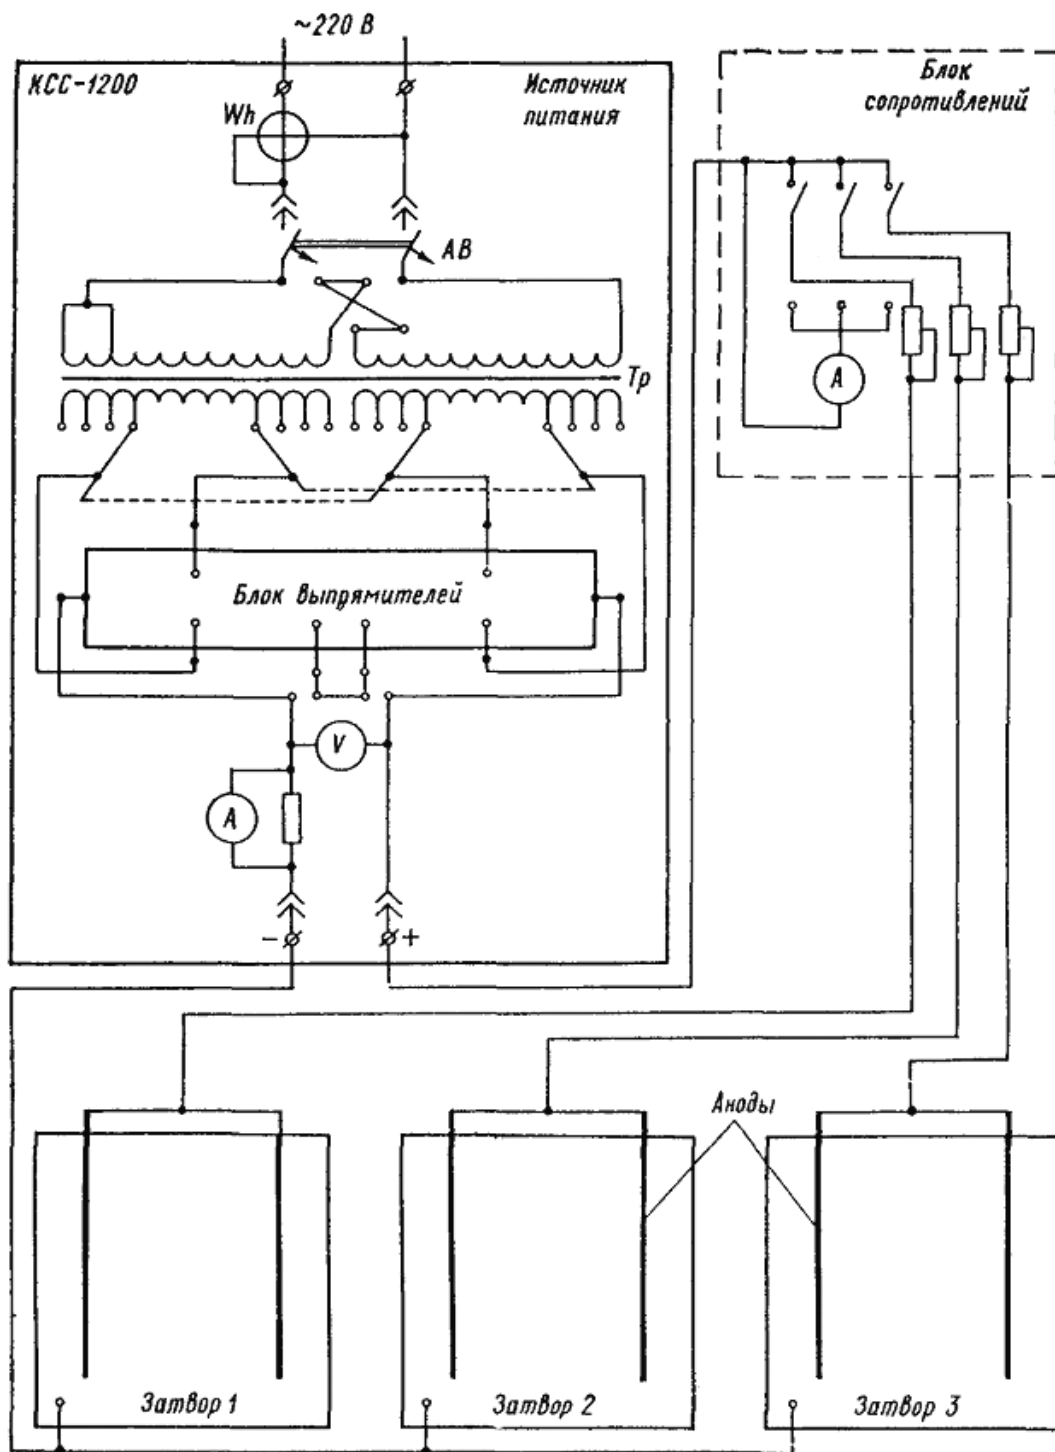 ~220 В
КСС-1200
Источник
питания
Wh
АВ
Тр
Блок
сопротивлений
А
Блок выпрямителей
V
А
-
+
Аноды
Затвор 1
Затвор 2
Затвор 3